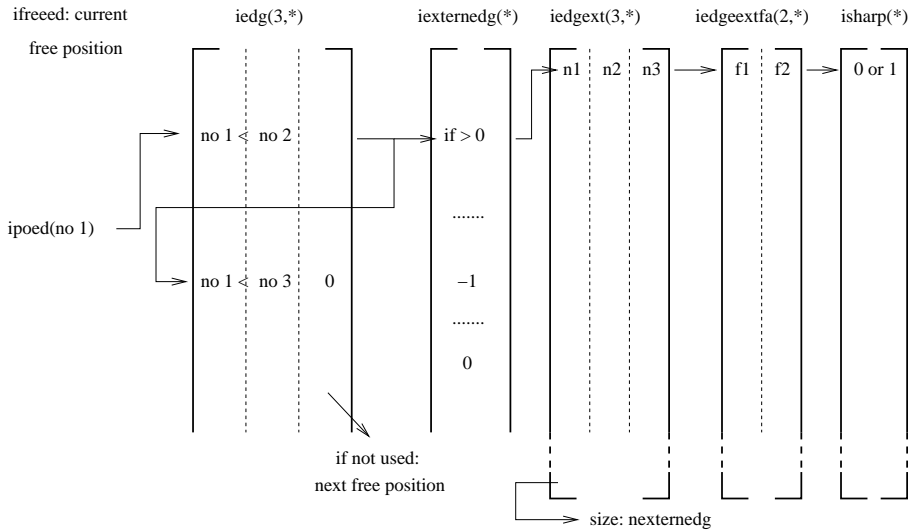 ifreed: current
free position
iedg(3,*)
iexternedg(*)
iedgext(3,*)
iedgeextfa(2,*)
isharp(*)
n1 n2 n3
f1 f2
0 or 1
no 1 < no 2
if > 0
.......
ipoed(no 1)
no 1 < no 3 0
−1
.......
0
if not used:
next free position
size: nexternedg